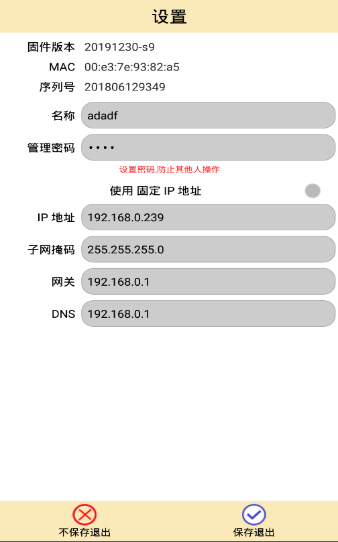 设置
固件版本 20191230-s9
MAC 00:e3:7e:93:82:a5
序列号 201806129349
名称 adadf
管理密码 ••••
设置密码,防止其他人操作
使用 固定 IP 地址
IP 地址 192.168.0.239
子网掩码 255.255.255.0
网关 192.168.0.1
DNS 192.168.0.1
不保存退出 保存退出